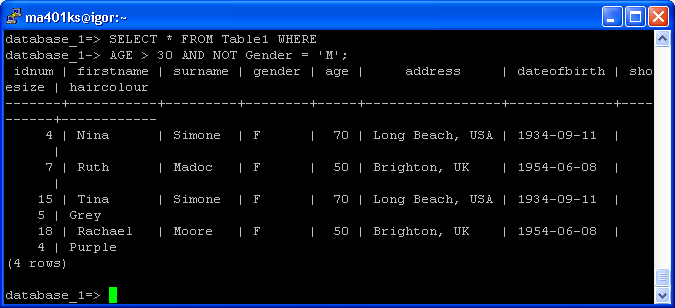 ma401ks@igor:~
database_1=> SELECT * FROM Table1 WHERE
database_1-> AGE > 30 AND NOT Gender = 'M';
 idnum | firstname | surname | gender | age |     address     | dateofbirth | sho
esize | haircolour
-------+-----------+---------+--------+-----+-----------------+-------------+----
------+------------
     4 | Nina      | Simone  | F      |  70 | Long Beach, USA | 1934-09-11  |
      |
     7 | Ruth      | Madoc   | F      |  50 | Brighton, UK    | 1954-06-08  |
      |
    15 | Tina      | Simone  | F      |  70 | Long Beach, USA | 1934-09-11  |
    5 | Grey
    18 | Rachael   | Moore   | F      |  50 | Brighton, UK    | 1954-06-08  |
    4 | Purple
(4 rows)
database_1=>